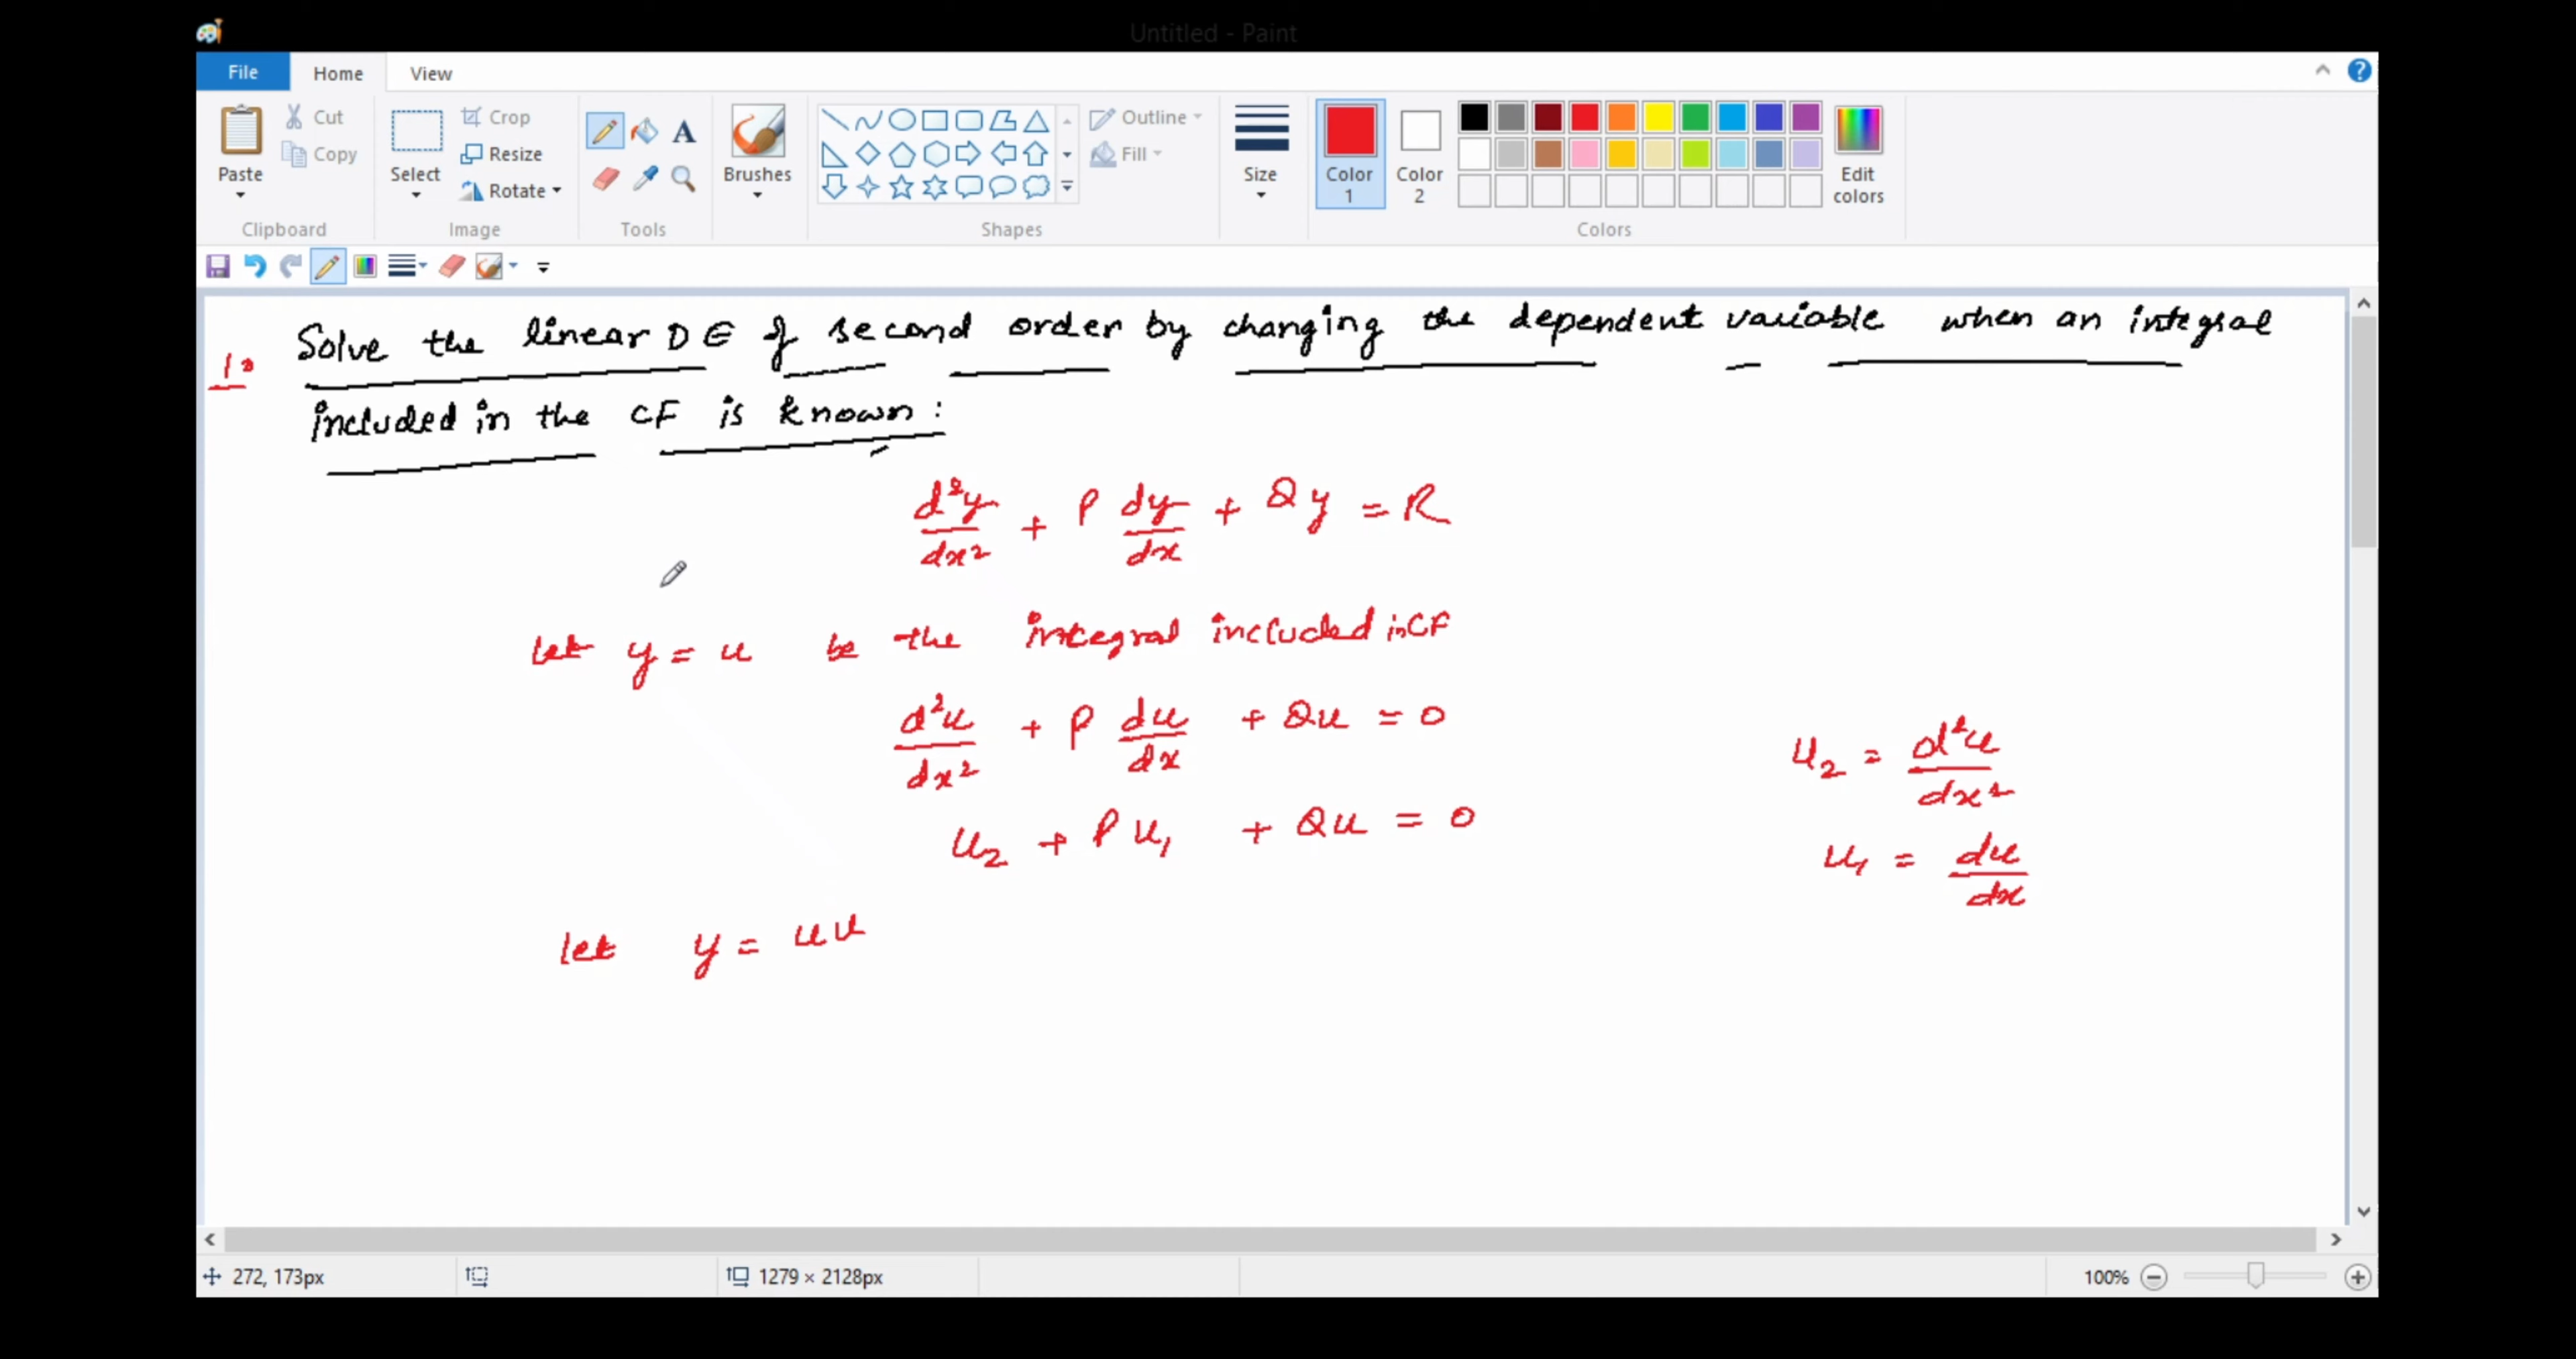 Untitled - Paint
File Home View
Paste Cut Copy Select Crop Resize Rotate A Brushes Outline Fill Size Color 1 Color 2 Edit colors
Clipboard Image Tools Shapes Colors
1. Solve the linear DE of second order by changing the dependent variable when an integral
included in the CF is known:
d²y/dx² + P dy/dx + Qy = R
let y = u be the integral included in CF
d²u/dx² + P du/dx + Qu = 0
u₂ = d²u/dx²
u₂ + P u₁ + Qu = 0
u₁ = du/dx
let y = uv
272, 173px 1279 × 2128px 100%